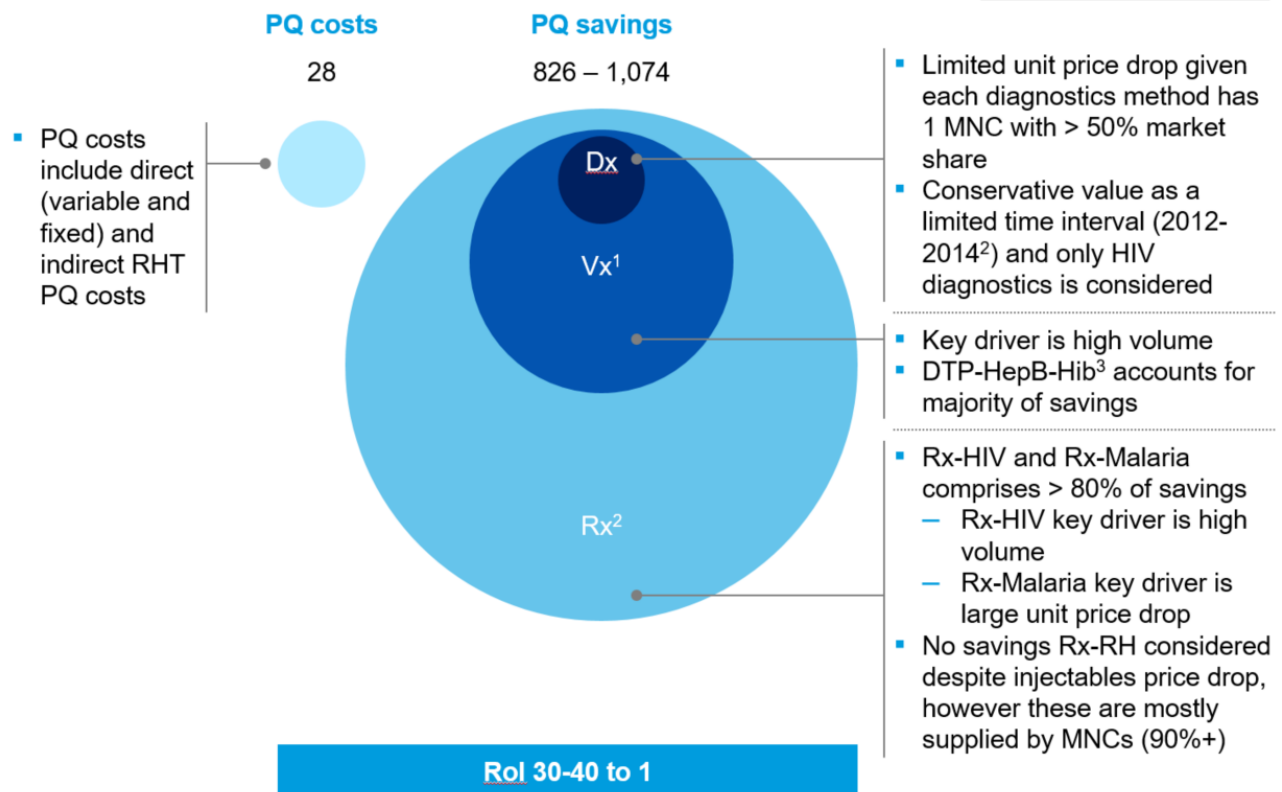 PQ costs
PQ savings
28
826 – 1,074
▪ PQ costs
include direct
(variable and
fixed) and
indirect RHT
PQ costs
Dx
Vx¹
Rx²
▪ Limited unit price drop given
each diagnostics method has
1 MNC with > 50% market
share
▪ Conservative value as a
limited time interval (2012-
2014²) and only HIV
diagnostics is considered
▪ Key driver is high volume
▪ DTP-HepB-Hib³ accounts for
majority of savings
▪ Rx-HIV and Rx-Malaria
comprises > 80% of savings
– Rx-HIV key driver is high
volume
– Rx-Malaria key driver is
large unit price drop
▪ No savings Rx-RH considered
despite injectables price drop,
however these are mostly
supplied by MNCs (90%+)
RoI 30-40 to 1